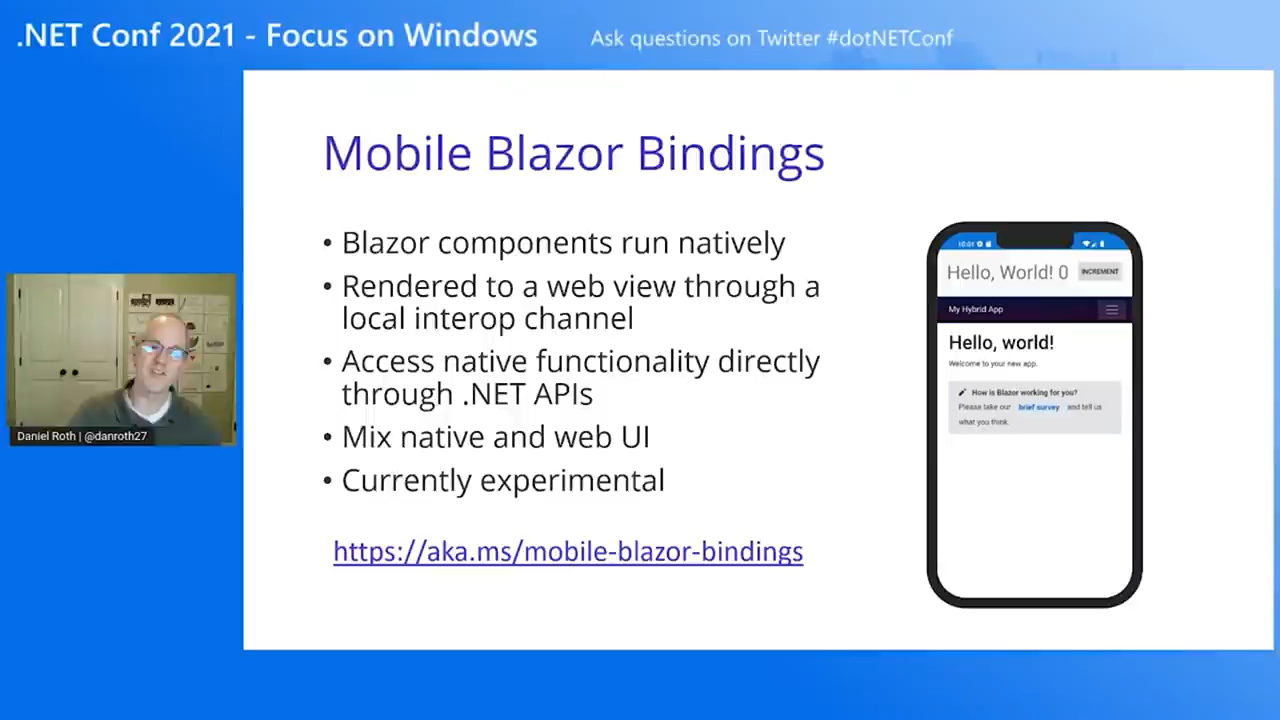 .NET Conf 2021 - Focus on Windows
Ask questions on Twitter #dotNETConf
Mobile Blazor Bindings
• Blazor components run natively
• Rendered to a web view through a
local interop channel
• Access native functionality directly
through .NET APIs
• Mix native and web UI
• Currently experimental
https://aka.ms/mobile-blazor-bindings
10:01
Hello, World! 0
INCREMENT
My Hybrid App
Hello, world!
Welcome to your new app.
How is Blazor working for you?
Please take our brief survey and tell us
what you think.
Daniel Roth | @danroth27